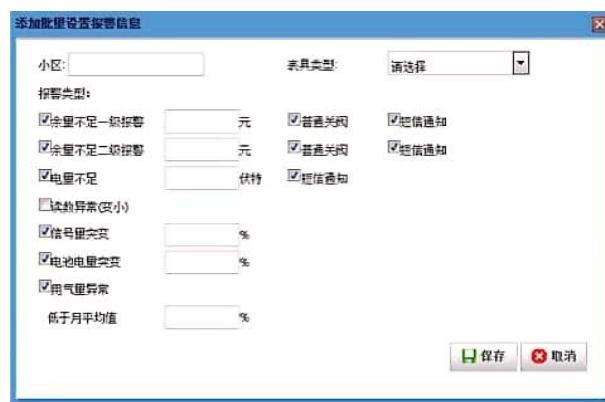 添加批量设置报警信息
小区: 表具类型: 请选择
报警类型:
余量不足一级报警 元 普通关阀 短信通知
余量不足二级报警 元 普通关阀 短信通知
电量不足 伏特 短信通知
读数异常(变小)
信号量突变 %
电池电量突变 %
用气量异常
低于月平均值 %
保存 取消